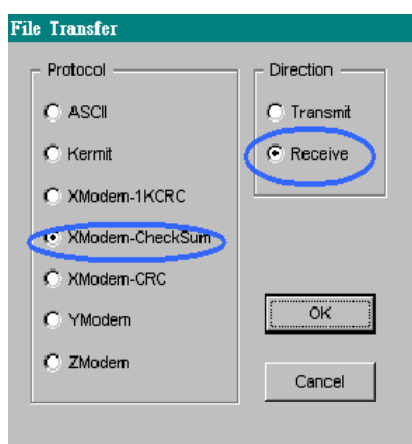 File Transfer
Protocol
ASCII
Kermit
XModem-1KCRC
XModem-CheckSum
XModem-CRC
YModem
ZModem
Direction
Transmit
Receive
OK
Cancel